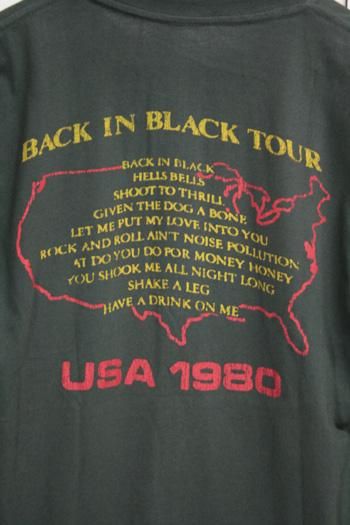 BACK IN BLACK TOUR
BACK IN BLACK
HELLS BELLS
SHOOT TO THRILL
GIVEN THE DOG A BONE
LET ME PUT MY LOVE INTO YOU
ROCK AND ROLL AIN'T NOISE POLLUTION
AT DO YOU DO FOR MONEY HONEY
YOU SHOOK ME ALL NIGHT LONG
SHAKE A LEG
HAVE A DRINK ON ME
USA 1980